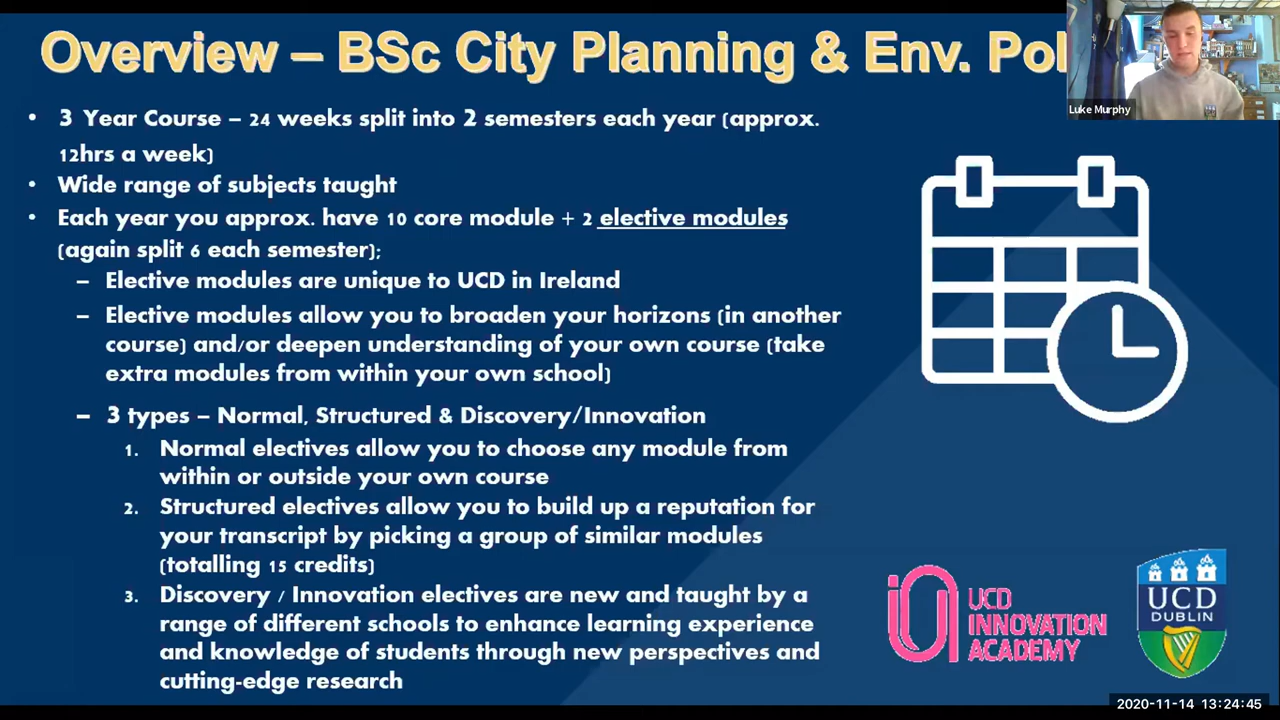 Overview – BSc City Planning & Env. Pol
Luke Murphy
• 3 Year Course – 24 weeks split into 2 semesters each year (approx.
12hrs a week)
• Wide range of subjects taught
• Each year you approx. have 10 core module + 2 elective modules
(again split 6 each semester);
– Elective modules are unique to UCD in Ireland
– Elective modules allow you to broaden your horizons (in another
course) and/or deepen understanding of your own course (take
extra modules from within your own school)
– 3 types – Normal, Structured & Discovery/Innovation
1. Normal electives allow you to choose any module from
within or outside your own course
2. Structured electives allow you to build up a reputation for
your transcript by picking a group of similar modules
(totalling 15 credits)
3. Discovery / Innovation electives are new and taught by a
range of different schools to enhance learning experience
and knowledge of students through new perspectives and
cutting-edge research
UCD
INNOVATION
ACADEMY
UCD
DUBLIN
2020-11-14 13:24:45